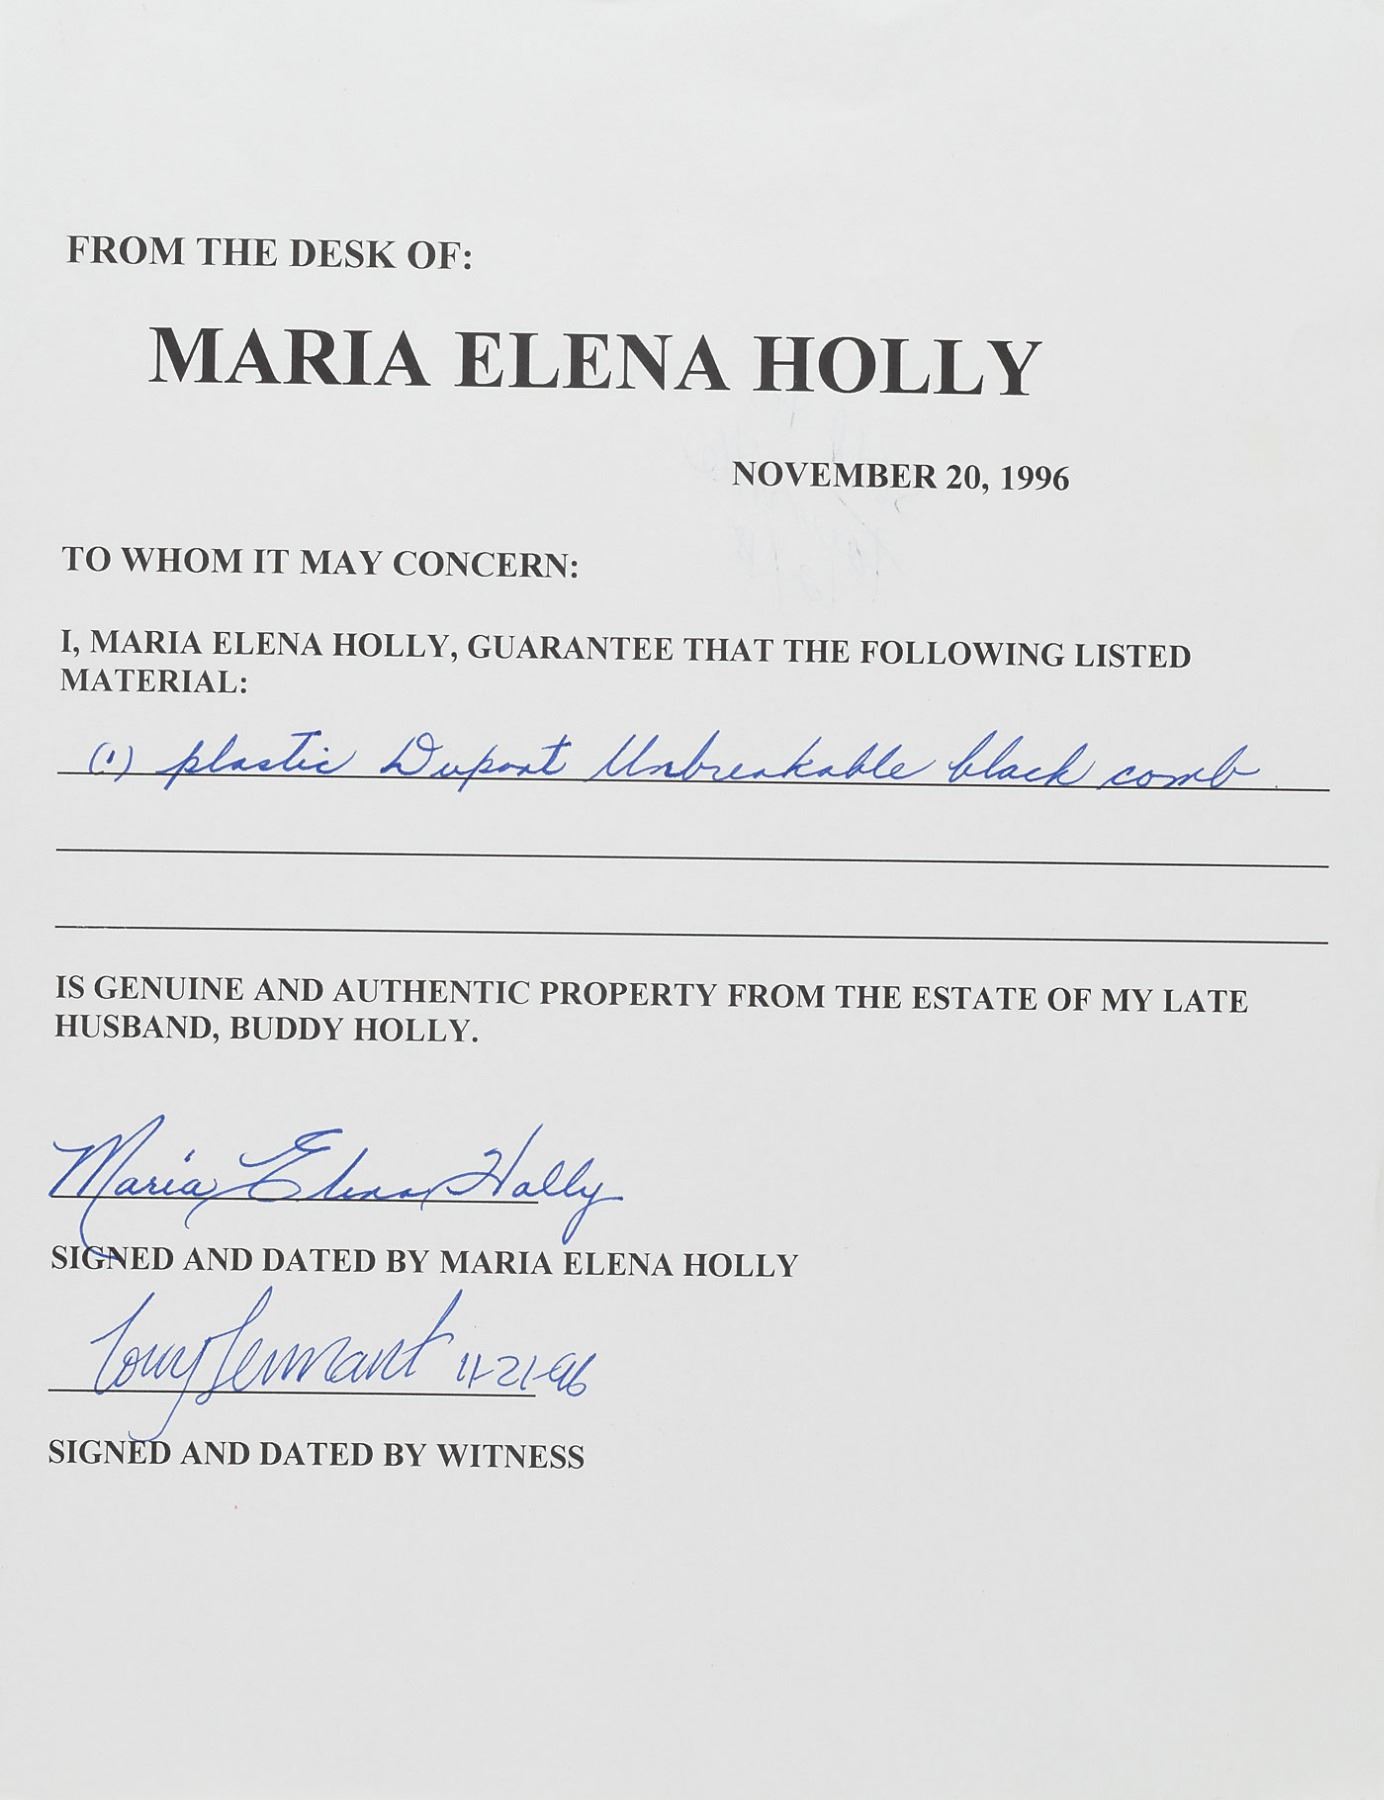 FROM THE DESK OF:
MARIA ELENA HOLLY
NOVEMBER 20, 1996
TO WHOM IT MAY CONCERN:
I, MARIA ELENA HOLLY, GUARANTEE THAT THE FOLLOWING LISTED
MATERIAL:
(1) plastic Dupont Unbreakable black comb
IS GENUINE AND AUTHENTIC PROPERTY FROM THE ESTATE OF MY LATE
HUSBAND, BUDDY HOLLY.
Maria Elena Holly
SIGNED AND DATED BY MARIA ELENA HOLLY
Tony 11-21-96
SIGNED AND DATED BY WITNESS